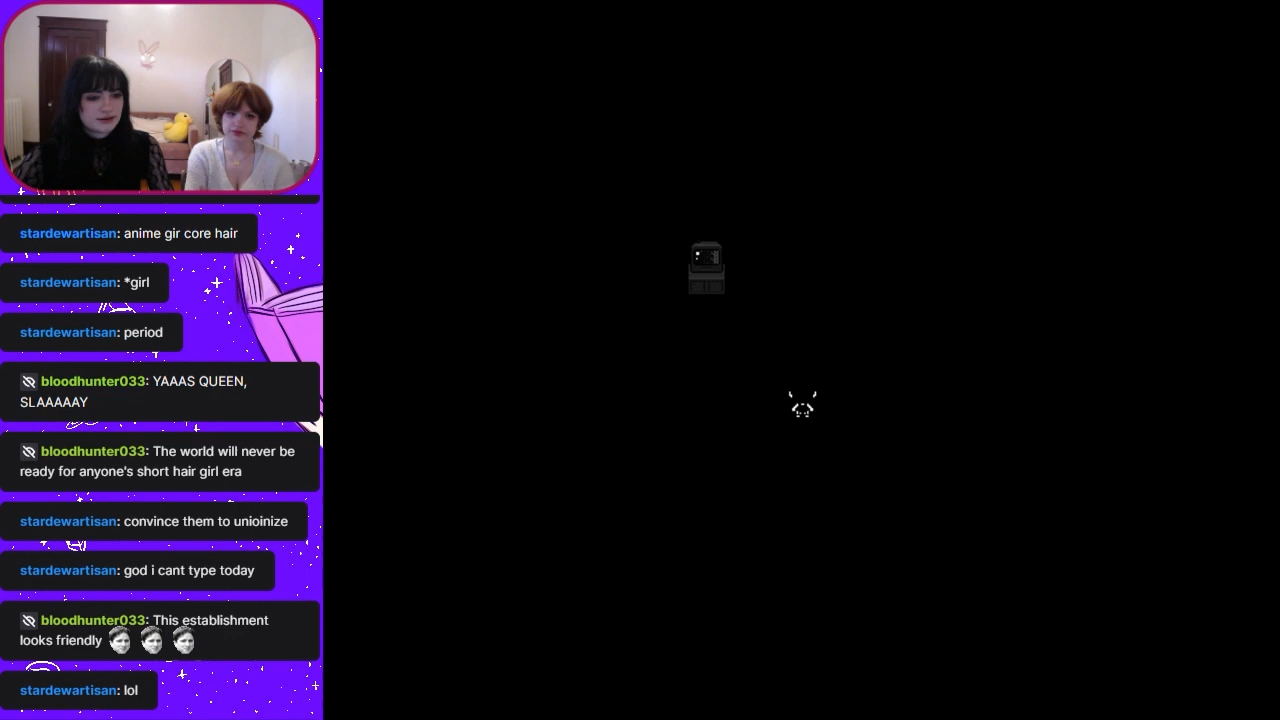 stardewartisan: anime gir core hair
stardewartisan: *girl
stardewartisan: period
bloodhunter033: YAAAS QUEEN,
SLAAAAAY
bloodhunter033: The world will never be
ready for anyone's short hair girl era
stardewartisan: convince them to unioinize
stardewartisan: god i cant type today
bloodhunter033: This establishment
looks friendly
stardewartisan: lol